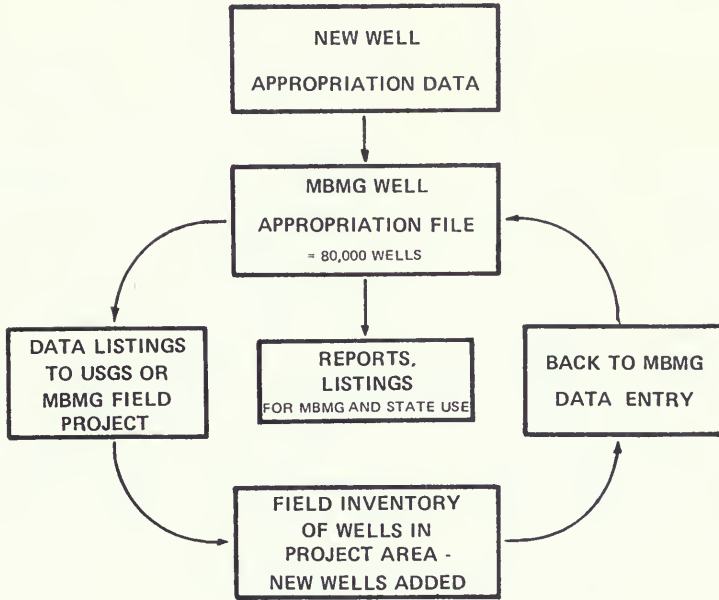 NEW WELL
APPROPRIATION DATA
MBMG WELL
APPROPRIATION FILE
= 80,000 WELLS
DATA LISTINGS
TO USGS OR
MBMG FIELD
PROJECT
REPORTS,
LISTINGS
FOR MBMG AND STATE USE
BACK TO MBMG
DATA ENTRY
FIELD INVENTORY
OF WELLS IN
PROJECT AREA -
NEW WELLS ADDED